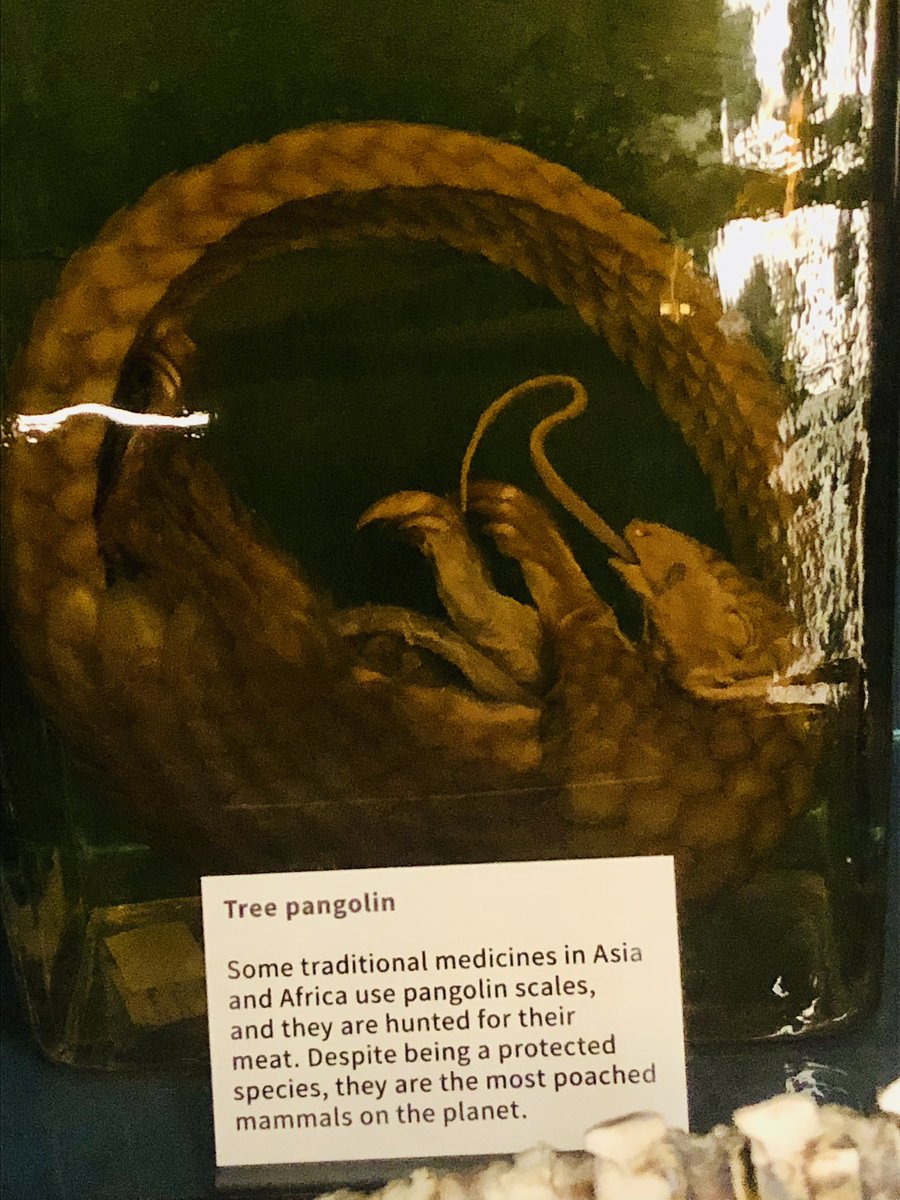 Tree pangolin
Some traditional medicines in Asia
and Africa use pangolin scales,
and they are hunted for their
meat. Despite being a protected
species, they are the most poached
mammals on the planet.